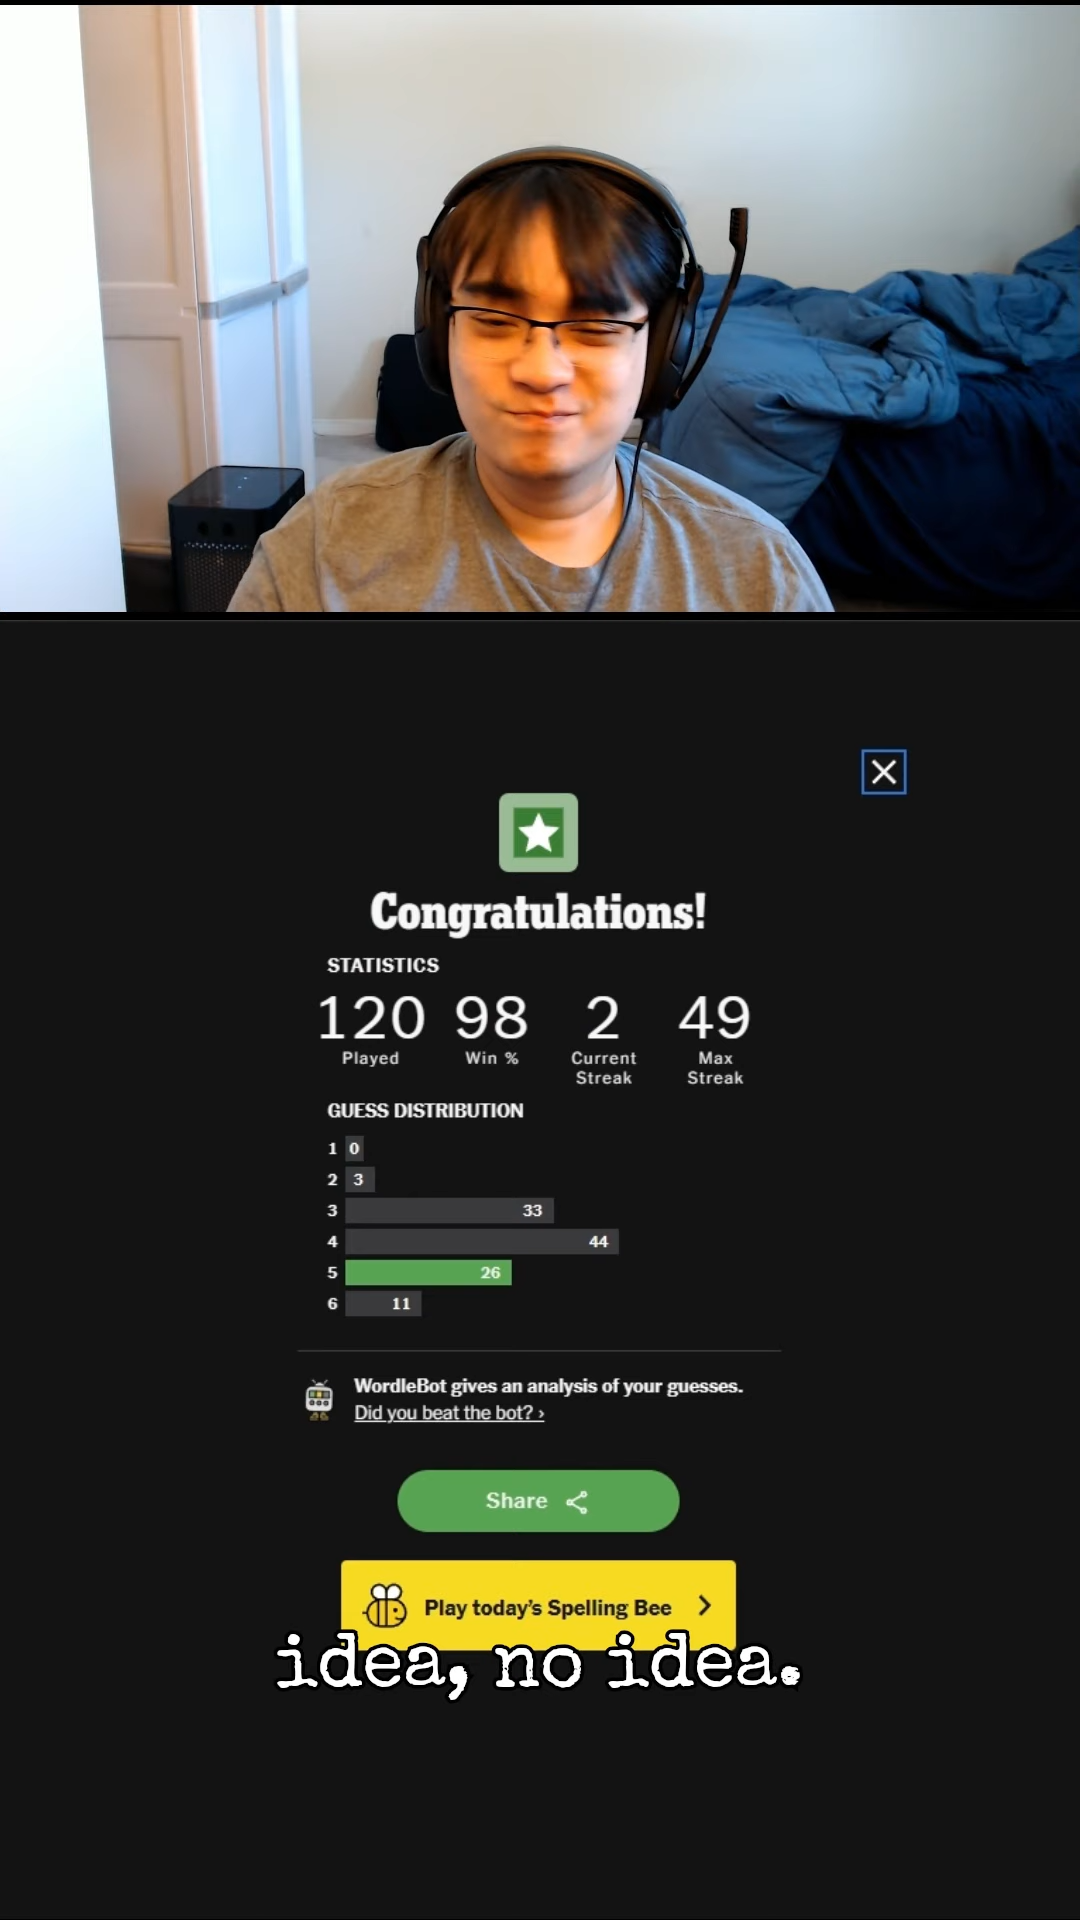 Congratulations!
STATISTICS
120 98 2 49
Played Win % Current Streak Max Streak
GUESS DISTRIBUTION
1 0
2 3
3 33
4 44
5 26
6 11
WordleBot gives an analysis of your guesses.
Did you beat the bot? ›
Share
Play today’s Spelling Bee
idea, no idea.